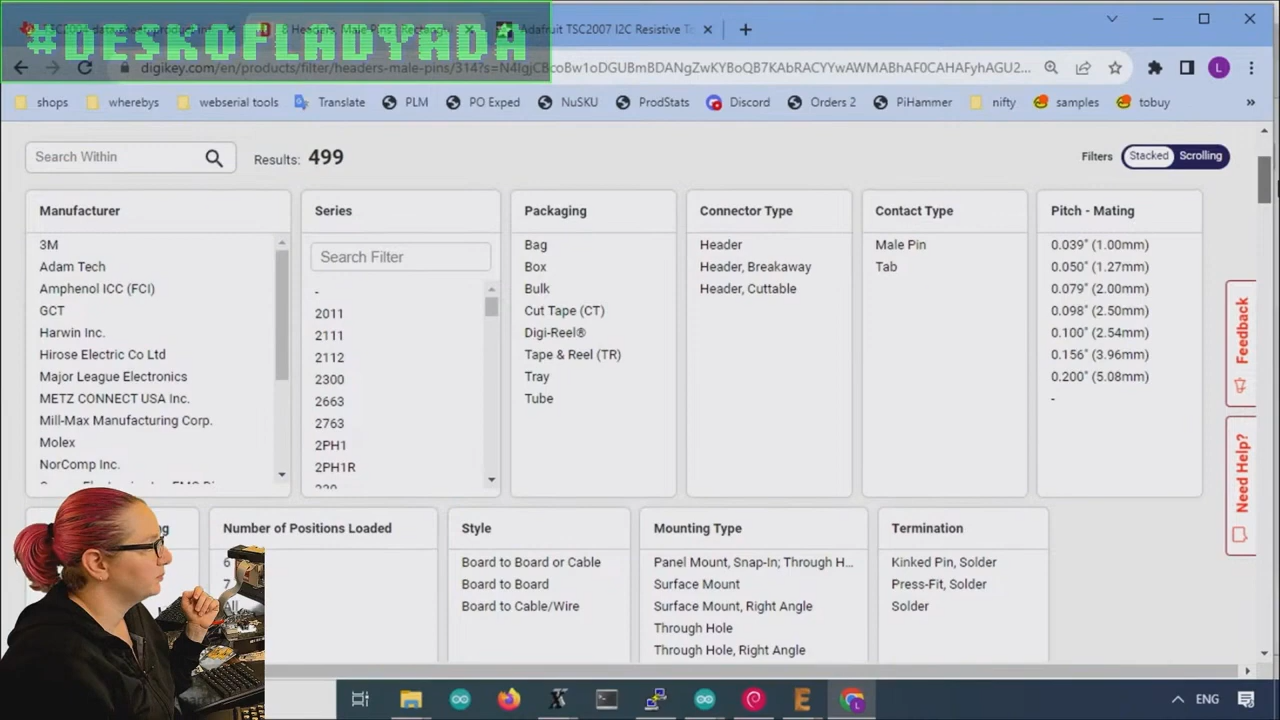 #DESKOFLADYADA
8 Headers, Male Pins
Adafruit TSC2007 I2C Resistive To
digikey.com/en/products/filter/headers-male-pins/314?s=N4IgjCBcoBw1oDGUBmBDANgZwKYBoQB7KAbRACYYwAWMABhAF0CAHAFyhAGU2...
shops
wherebys
webserial tools
Translate
PLM
PO Exped
NuSKU
ProdStats
Discord
Orders 2
PiHammer
nifty
samples
tobuy
»
Search Within
Results: 499
Filters
Stacked
Scrolling
Manufacturer
3M
Adam Tech
Amphenol ICC (FCI)
GCT
Harwin Inc.
Hirose Electric Co Ltd
Major League Electronics
METZ CONNECT USA Inc.
Mill-Max Manufacturing Corp.
Molex
NorComp Inc.
Series
Search Filter
-
2011
2111
2112
2300
2663
2763
2PH1
2PH1R
Packaging
Bag
Box
Bulk
Cut Tape (CT)
Digi-Reel®
Tape & Reel (TR)
Tray
Tube
Connector Type
Header
Header, Breakaway
Header, Cuttable
Contact Type
Male Pin
Tab
Pitch - Mating
0.039" (1.00mm)
0.050" (1.27mm)
0.079" (2.00mm)
0.098" (2.50mm)
0.100" (2.54mm)
0.156" (3.96mm)
0.200" (5.08mm)
-
Feedback
Need Help?
Number of Positions Loaded
6
7
All
Style
Board to Board or Cable
Board to Board
Board to Cable/Wire
Mounting Type
Panel Mount, Snap-In; Through H...
Surface Mount
Surface Mount, Right Angle
Through Hole
Through Hole, Right Angle
Termination
Kinked Pin, Solder
Press-Fit, Solder
Solder
ENG